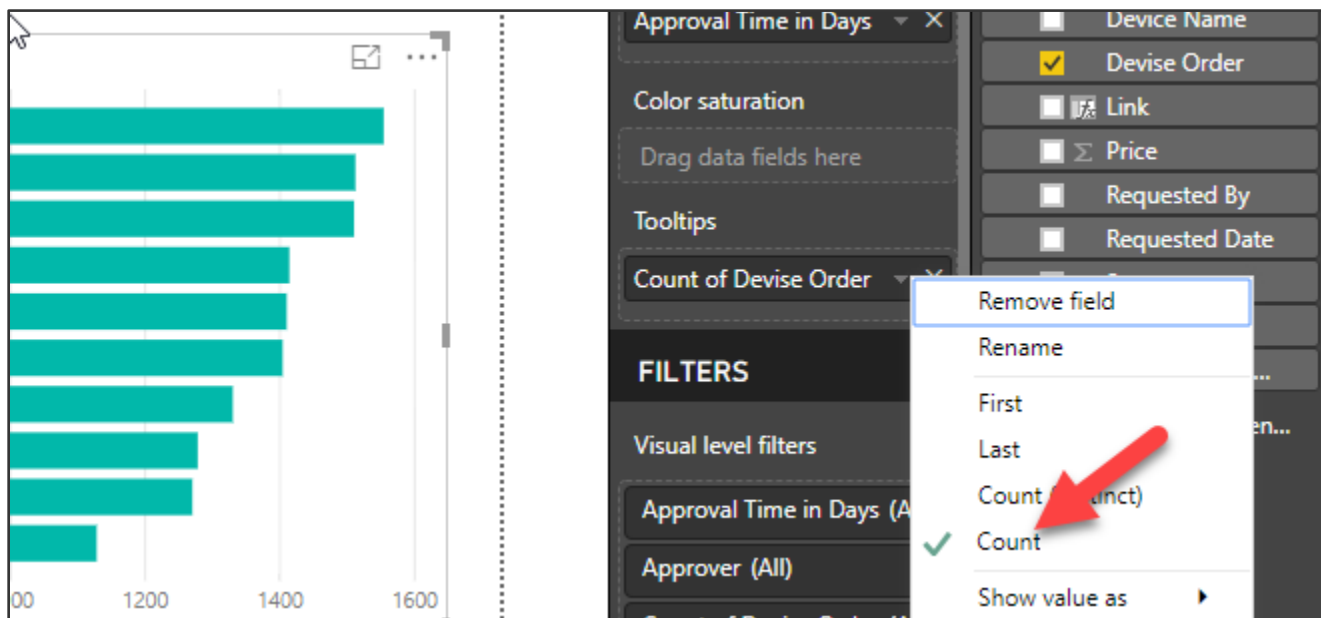 1200
1400
1600
Approval Time in Days
Color saturation
Drag data fields here
Tooltips
Count of Devise Order
FILTERS
Visual level filters
Approval Time in Days (A
Approver (All)
Device Name
Devise Order
Link
Price
Requested By
Requested Date
Remove field
Rename
First
Last
Count
Count
Show value as